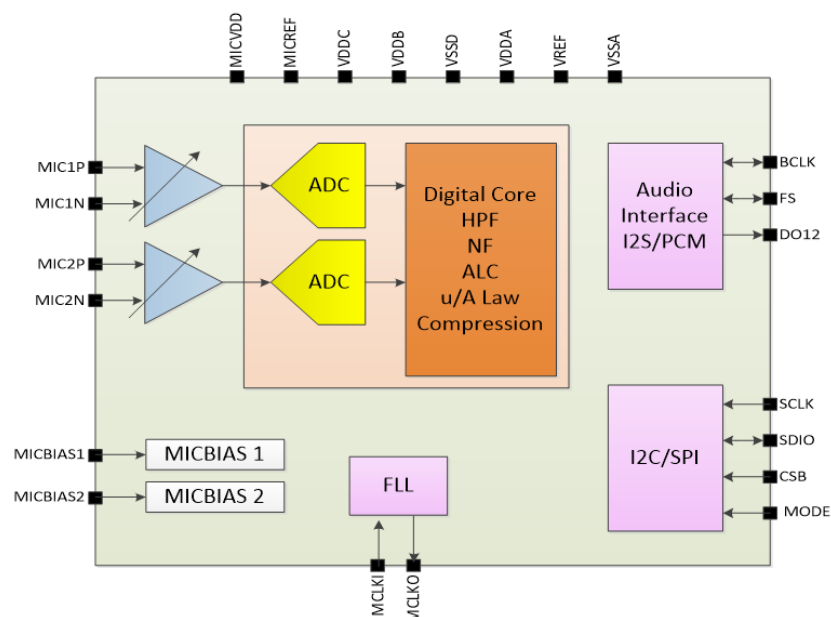 MICVDD
MICREF
VDDC
VDDB
VSSD
VDDA
VREF
VSSA
MIC1P
MIC1N
MIC2P
MIC2N
ADC
ADC
Digital Core
HPF
NF
ALC
u/A Law
Compression
Audio
Interface
I2S/PCM
BCLK
FS
DO12
I2C/SPI
SCLK
SDIO
CSB
MODE
MICBIAS1
MICBIAS2
MICBIAS 1
MICBIAS 2
FLL
MCLKI
MCLKO